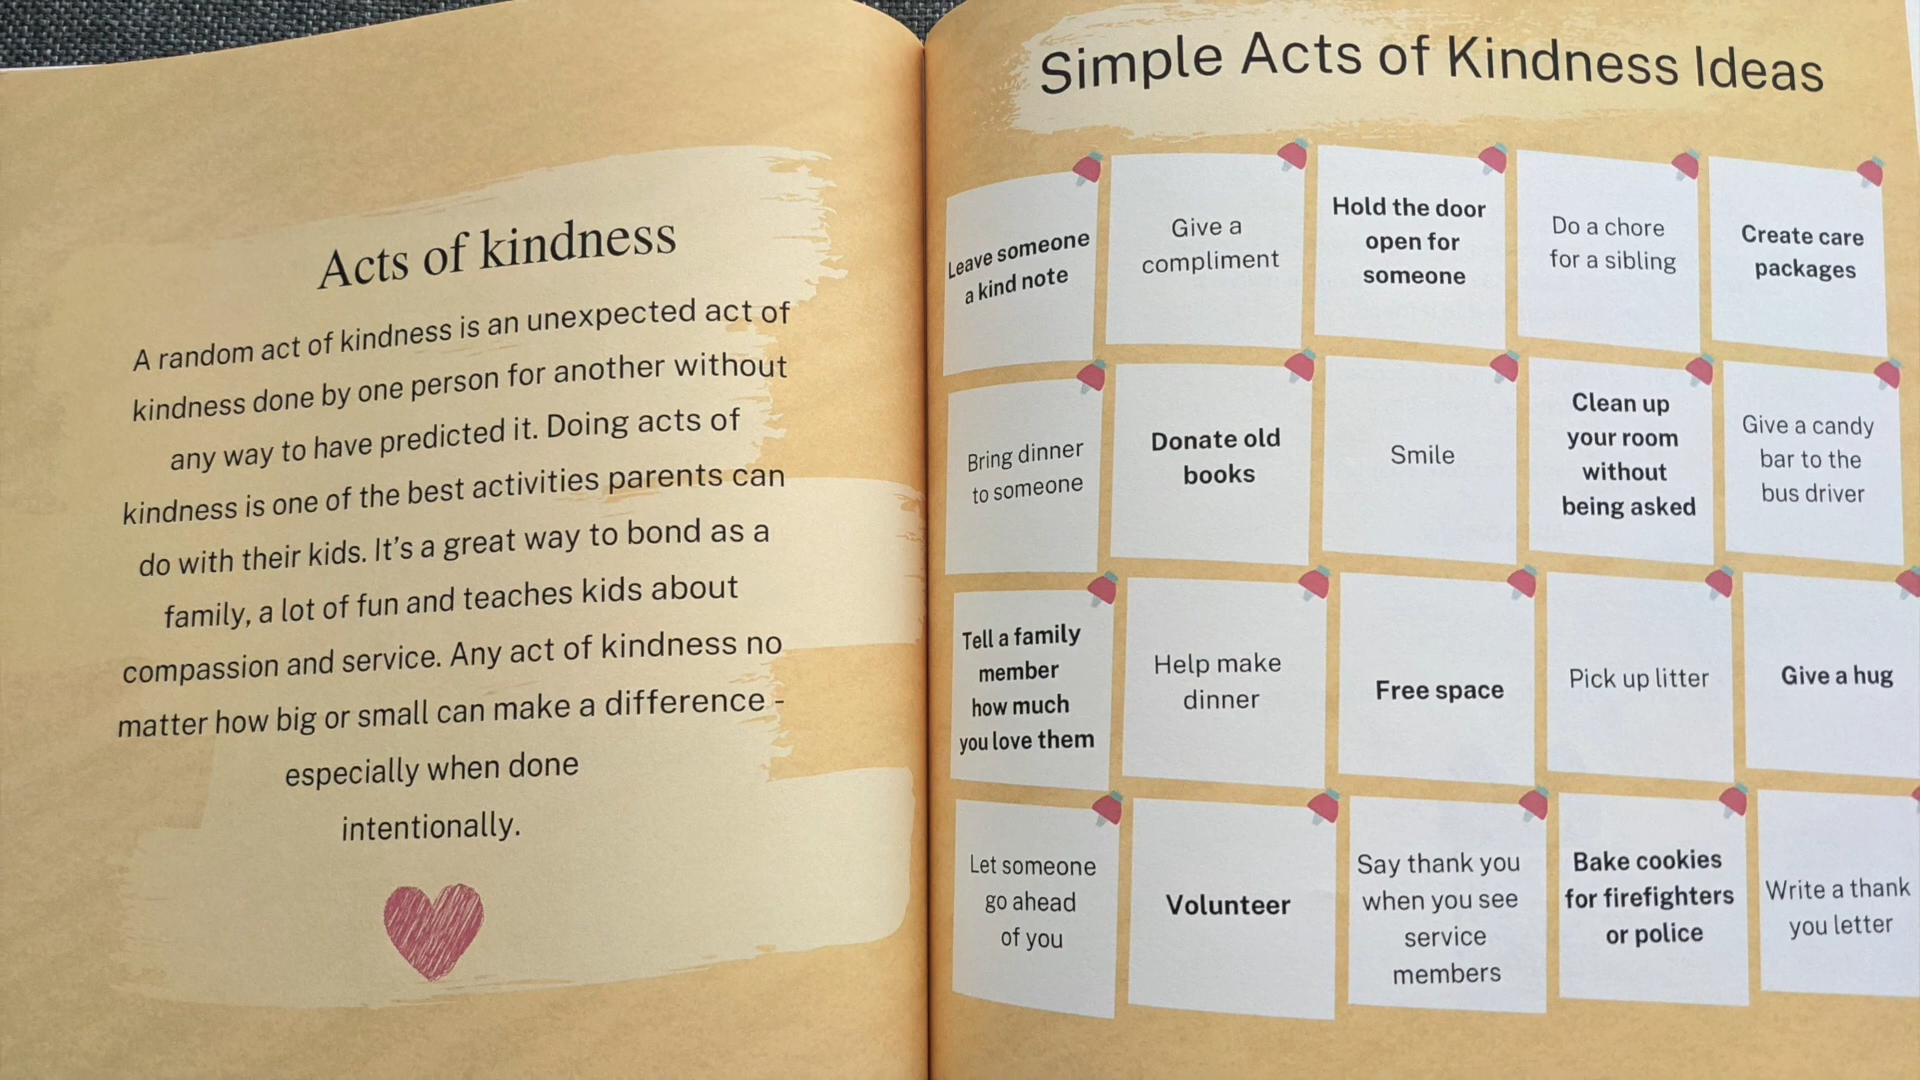 Acts of kindness
A random act of kindness is an unexpected act of
kindness done by one person for another without
any way to have predicted it. Doing acts of
kindness is one of the best activities parents can
do with their kids. It's a great way to bond as a
family, a lot of fun and teaches kids about
compassion and service. Any act of kindness no
matter how big or small can make a difference -
especially when done
intentionally.
Simple Acts of Kindness Ideas
Leave someone
a kind note
Give a
compliment
Hold the door
open for
someone
Do a chore
for a sibling
Create care
packages
Bring dinner
to someone
Donate old
books
Smile
Clean up
your room
without
being asked
Give a candy
bar to the
bus driver
Tell a family
member
how much
you love them
Help make
dinner
Free space
Pick up litter
Give a hug
Let someone
go ahead
of you
Volunteer
Say thank you
when you see
service
members
Bake cookies
for firefighters
or police
Write a thank
you letter